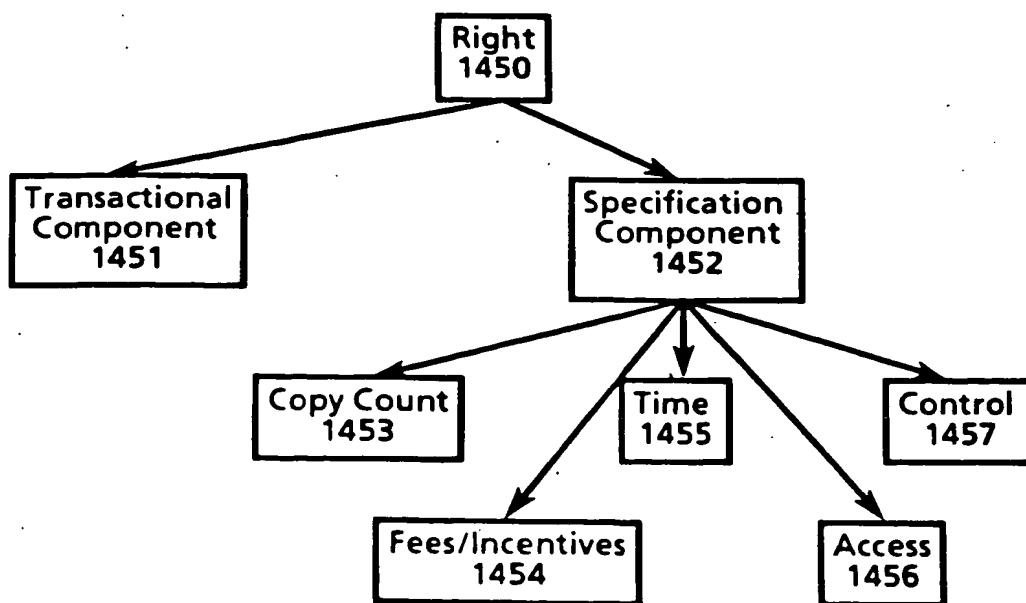 Right
1450
Transactional
Component
1451
Specification
Component
1452
Copy Count
1453
Time
1455
Control
1457
Fees/Incentives
1454
Access
1456